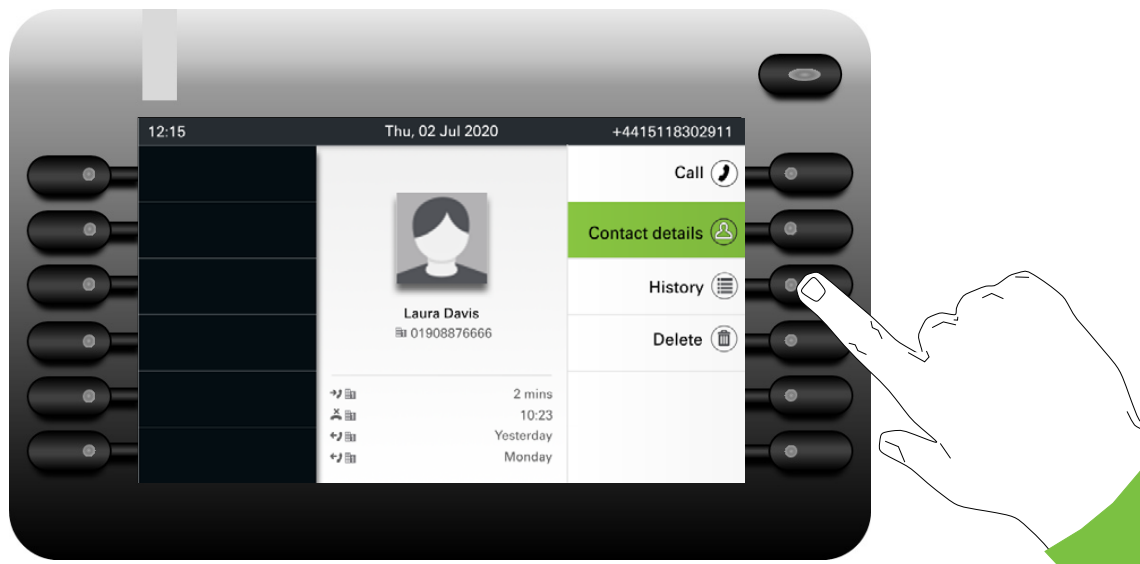 12:15 Thu, 02 Jul 2020 +4415118302911
Call
Contact details
History
Delete
Laura Davis
01908876666
2 mins
10:23
Yesterday
Monday